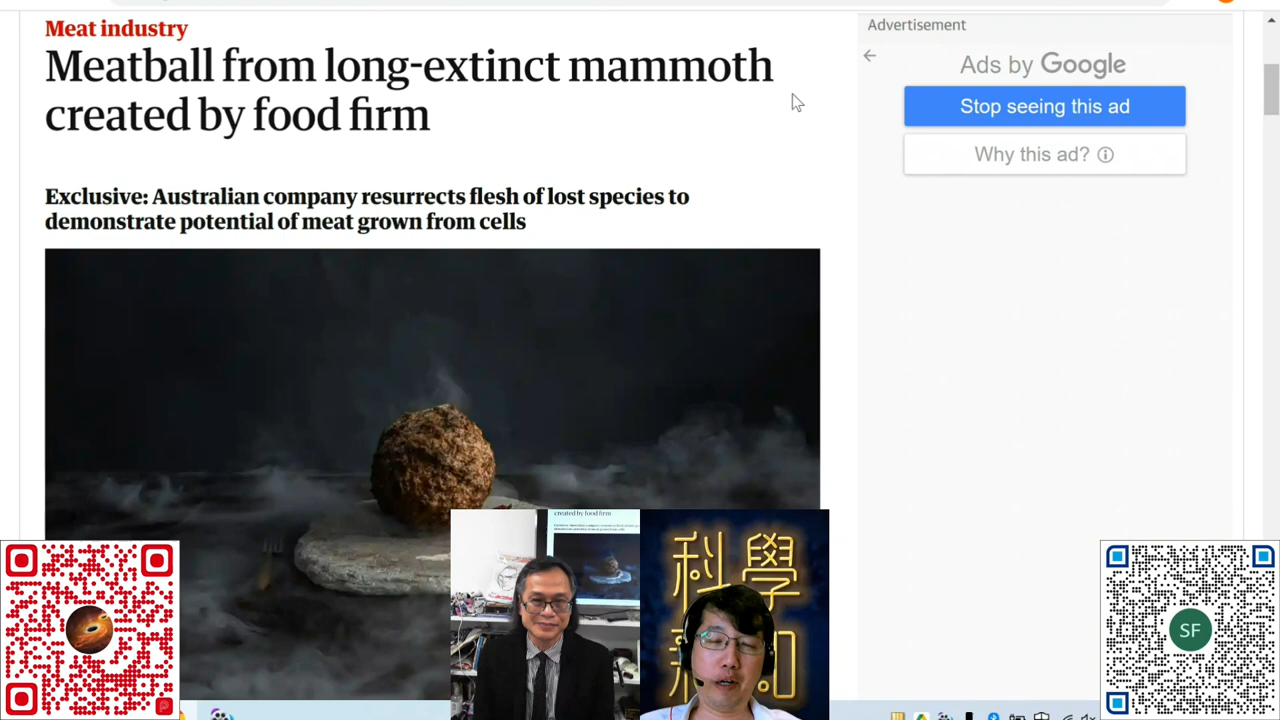 Meat industry
Meatball from long-extinct mammoth
created by food firm
Exclusive: Australian company resurrects flesh of lost species to
demonstrate potential of meat grown from cells
Advertisement
Ads by Google
Stop seeing this ad
Why this ad?
created by food firm
科學
SF